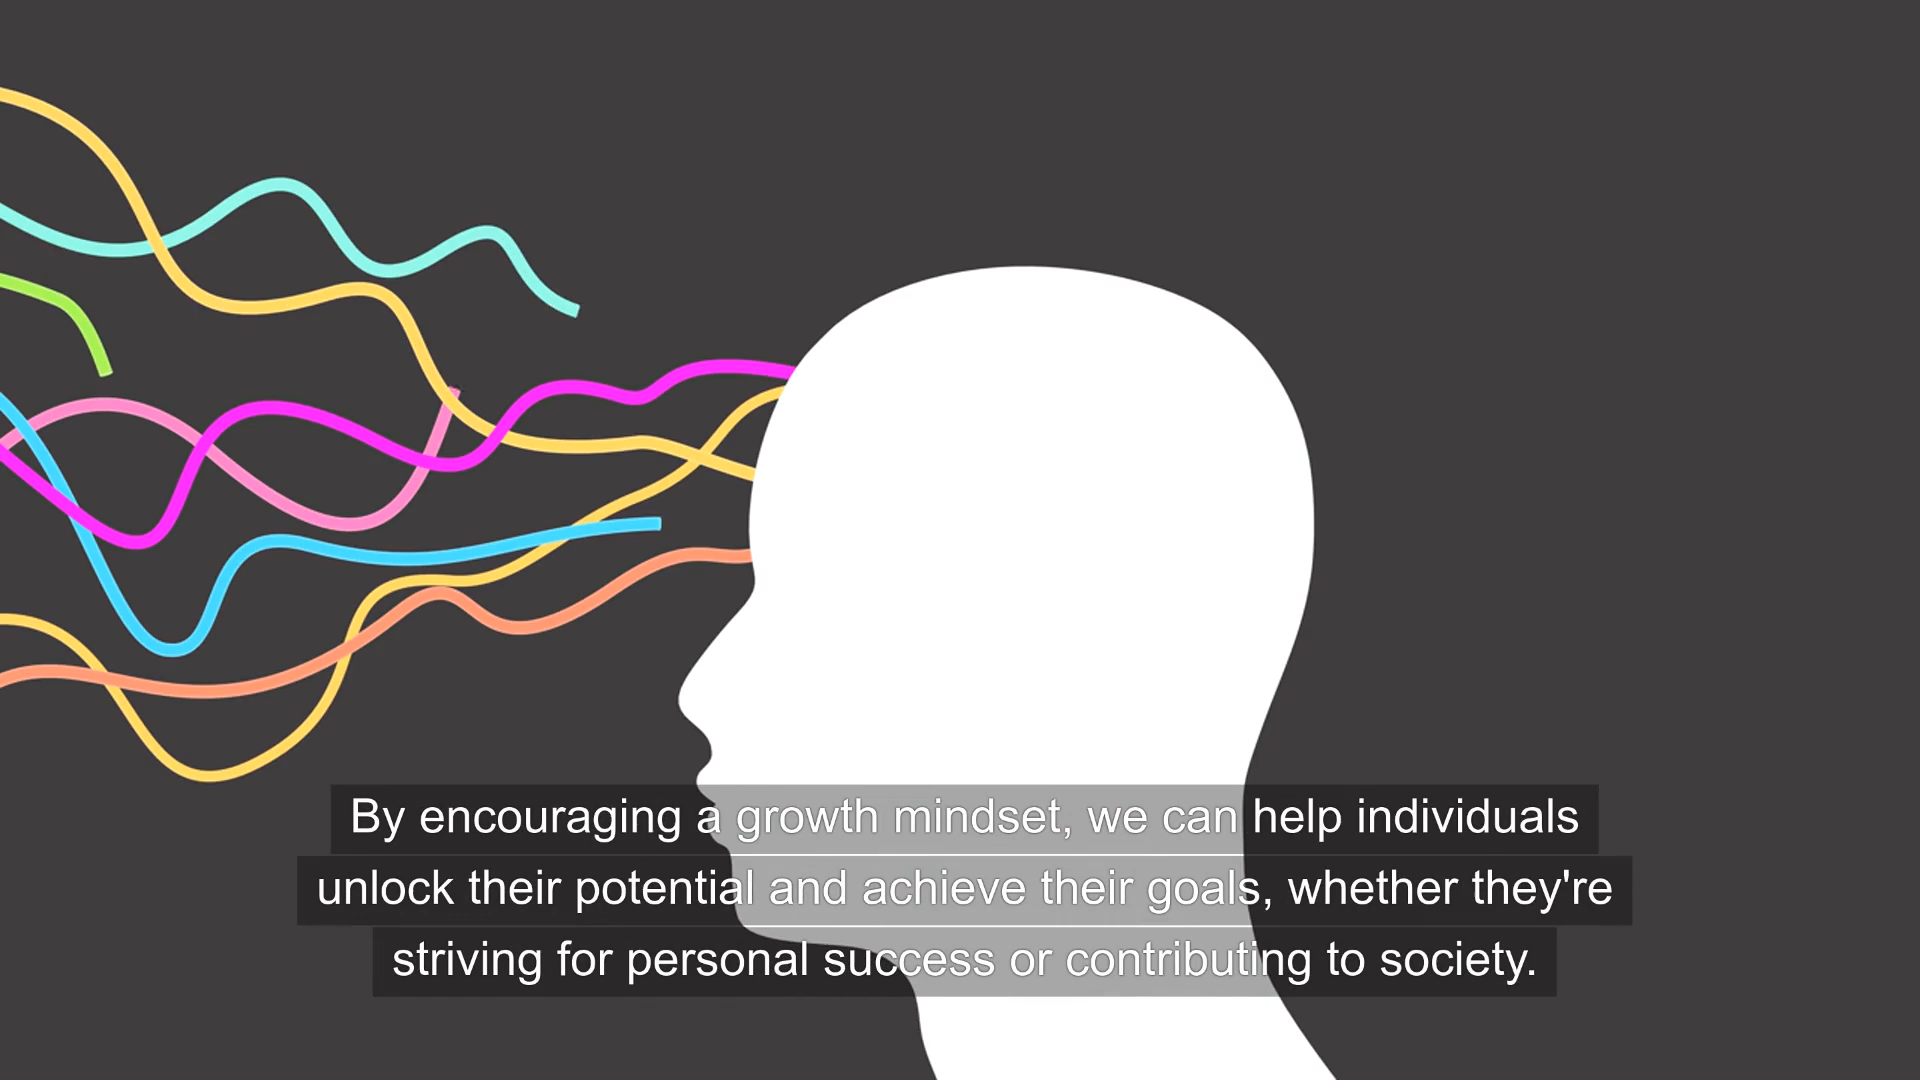 By encouraging a growth mindset, we can help individuals
unlock their potential and achieve their goals, whether they're
striving for personal success or contributing to society.